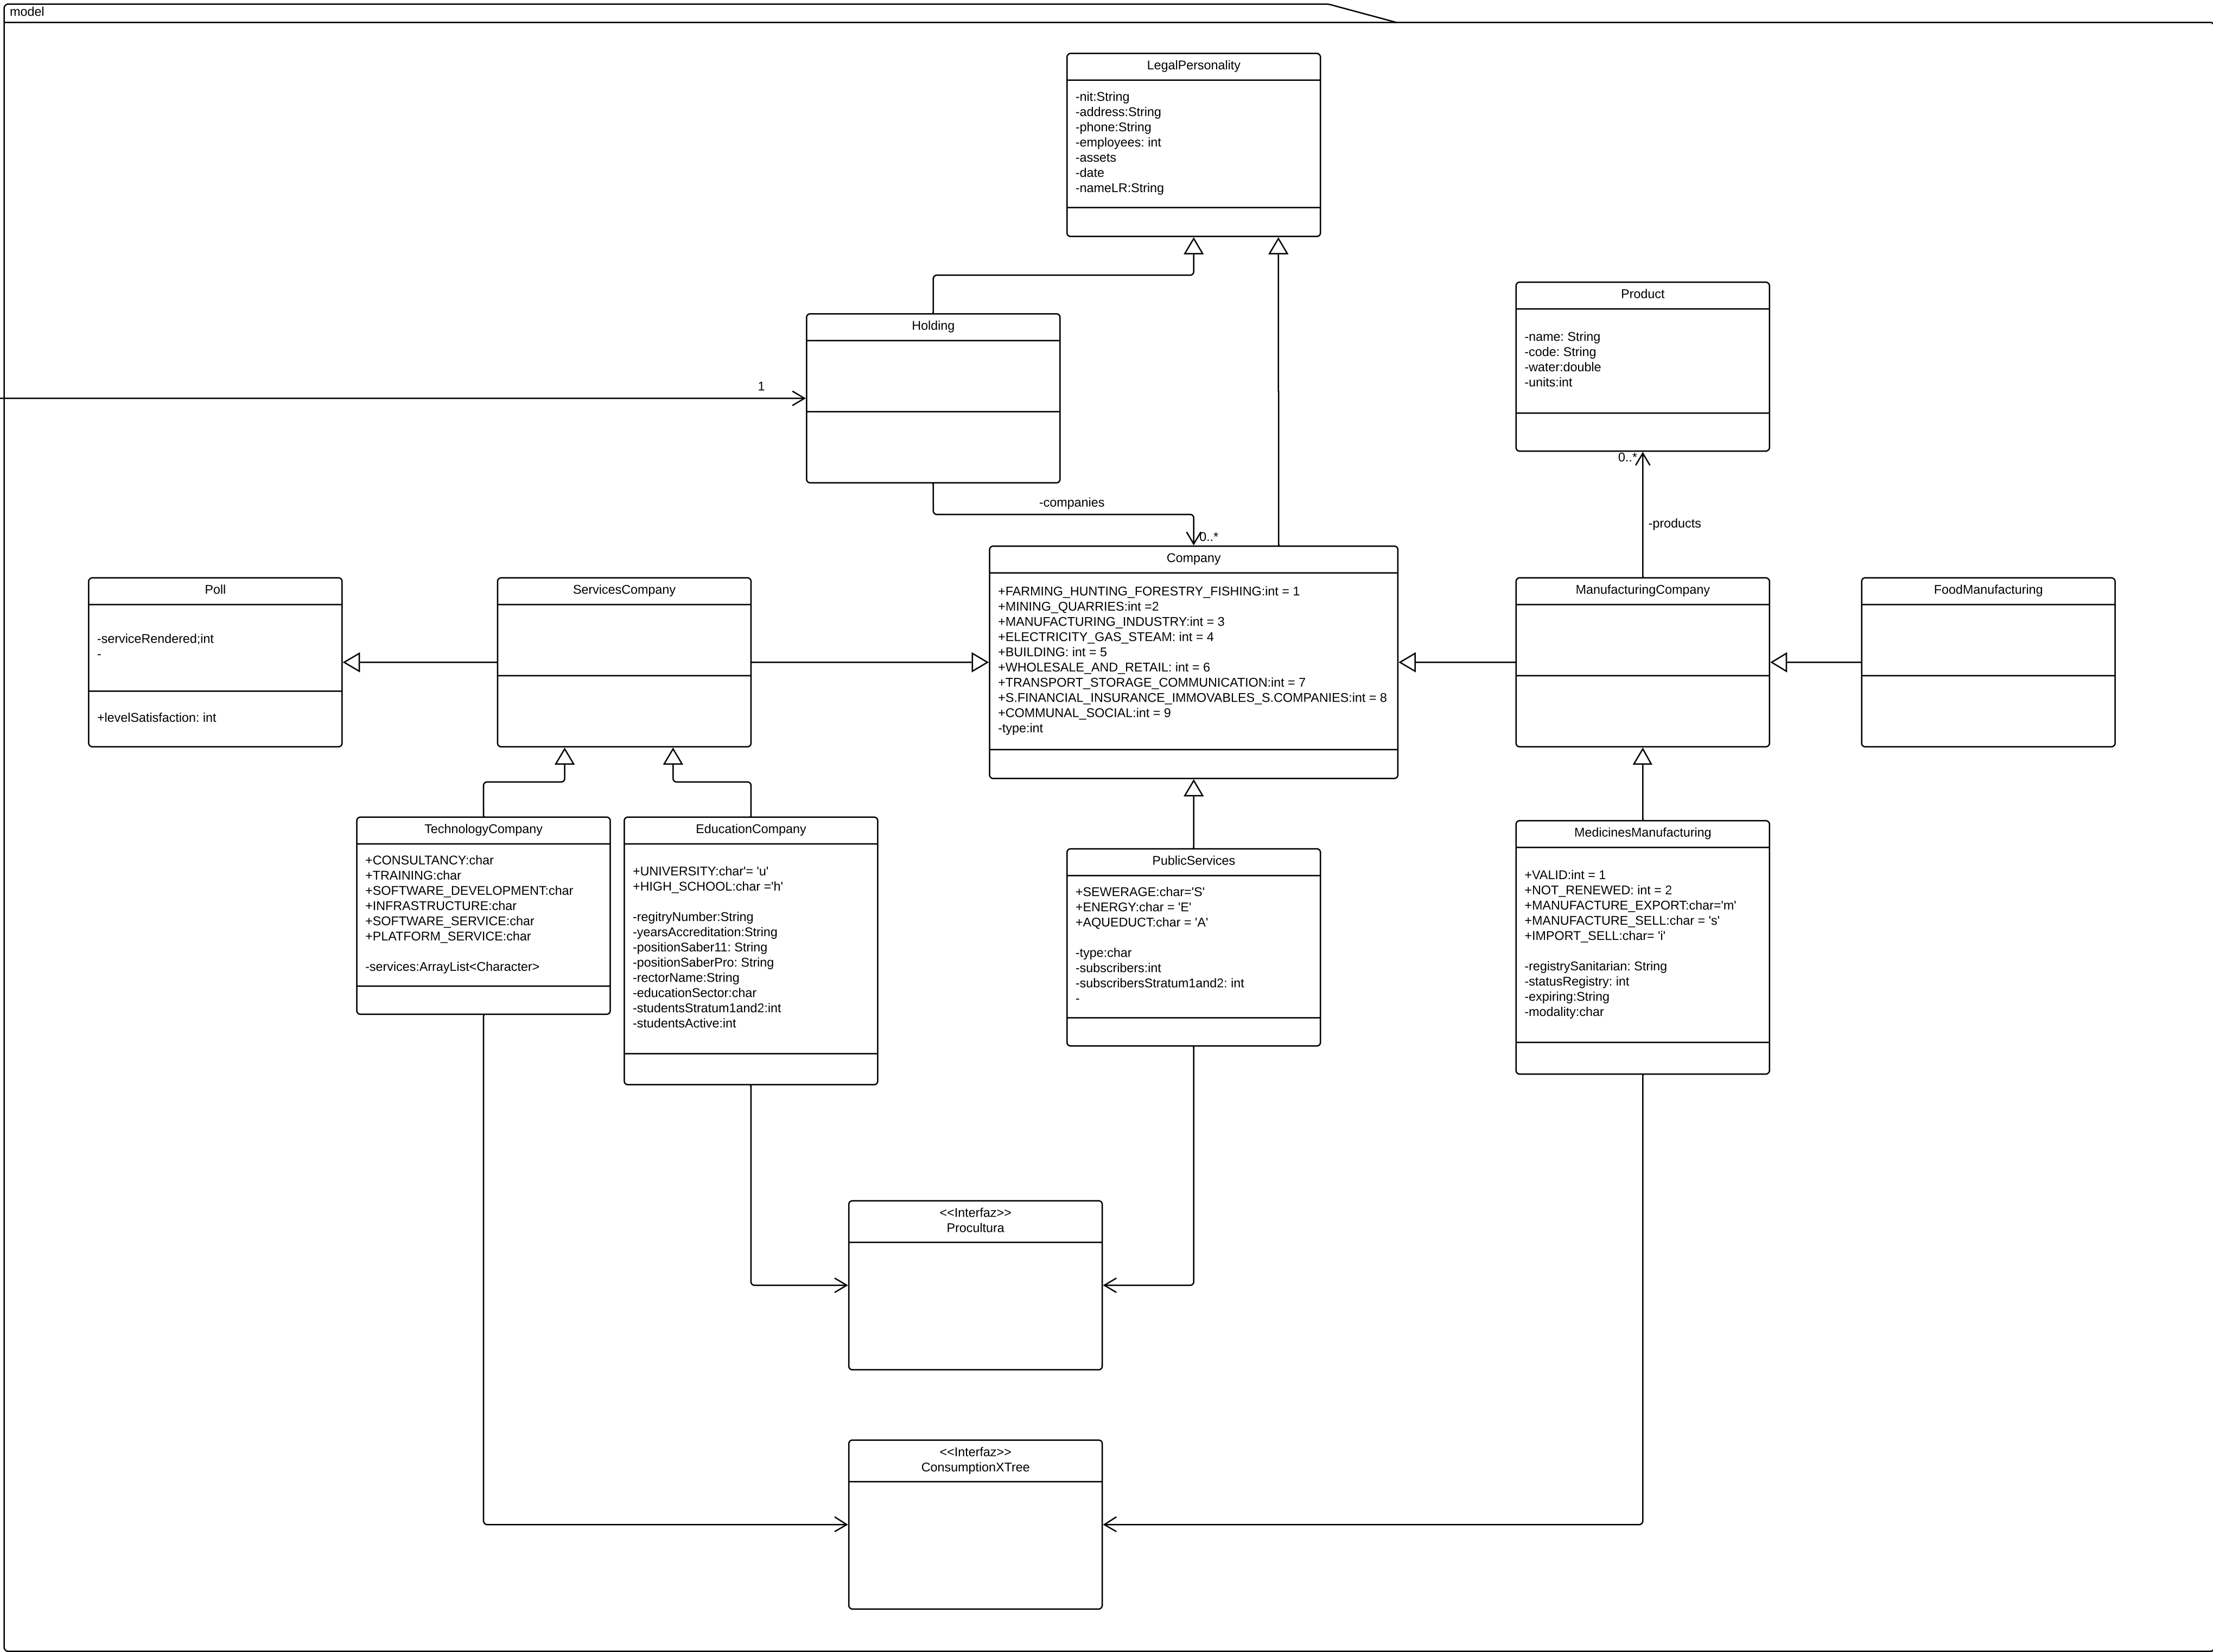 model
LegalPersonality
-nit:String
-address:String
-phone:String
-employees: int
-assets
-date
-nameLR:String
Holding
1
-companies
0..*
Product
-name: String
-code: String
-water:double
-units:int
0..*
-products
Poll
-serviceRendered;int
-
+levelSatisfaction: int
ServicesCompany
Company
+FARMING_HUNTING_FORESTRY_FISHING:int = 1
+MINING_QUARRIES:int =2
+MANUFACTURING_INDUSTRY:int = 3
+ELECTRICITY_GAS_STEAM: int = 4
+BUILDING: int = 5
+WHOLESALE_AND_RETAIL: int = 6
+TRANSPORT_STORAGE_COMMUNICATION:int = 7
+S.FINANCIAL_INSURANCE_IMMOVABLES_S.COMPANIES:int = 8
+COMMUNAL_SOCIAL:int = 9
-type:int
ManufacturingCompany
FoodManufacturing
TechnologyCompany
+CONSULTANCY:char
+TRAINING:char
+SOFTWARE_DEVELOPMENT:char
+INFRASTRUCTURE:char
+SOFTWARE_SERVICE:char
+PLATFORM_SERVICE:char
-services:ArrayList<Character>
EducationCompany
+UNIVERSITY:char'= 'u'
+HIGH_SCHOOL:char ='h'
-regitryNumber:String
-yearsAccreditation:String
-positionSaber11: String
-positionSaberPro: String
-rectorName:String
-educationSector:char
-studentsStratum1and2:int
-studentsActive:int
PublicServices
+SEWERAGE:char='S'
+ENERGY:char = 'E'
+AQUEDUCT:char = 'A'
-type:char
-subscribers:int
-subscribersStratum1and2: int
-
MedicinesManufacturing
+VALID:int = 1
+NOT_RENEWED: int = 2
+MANUFACTURE_EXPORT:char='m'
+MANUFACTURE_SELL:char = 's'
+IMPORT_SELL:char= 'i'
-registrySanitarian: String
-statusRegistry: int
-expiring:String
-modality:char
<<Interfaz>>
Procultura
<<Interfaz>>
ConsumptionXTree